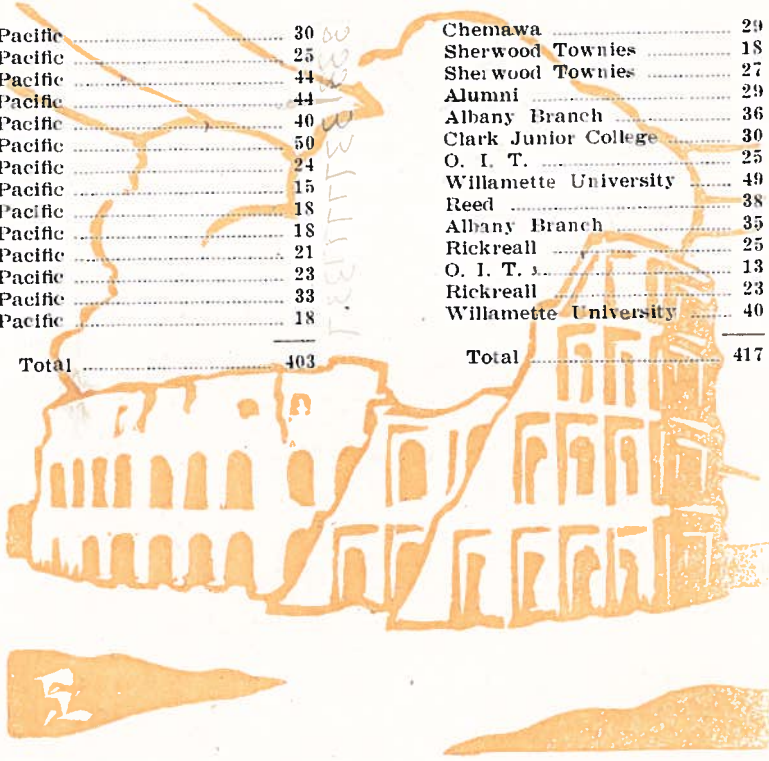 Pacific ........ 30 Chemawa ........ 29
Pacific ........ 25 Sherwood Townies ........ 18
Pacific ........ 44 Sherwood Townies ........ 27
Pacific ........ 44 Alumni ........ 29
Pacific ........ 40 Albany Branch ........ 36
Pacific ........ 50 Clark Junior College ........ 30
Pacific ........ 24 O. I. T. ........ 25
Pacific ........ 15 Willamette University ........ 49
Pacific ........ 18 Reed ........ 38
Pacific ........ 18 Albany Branch ........ 35
Pacific ........ 21 Rickreall ........ 25
Pacific ........ 23 O. I. T. ........ 13
Pacific ........ 33 Rickreall ........ 23
Pacific ........ 18 Willamette University ........ 40
Total ........ 403 Total ........ 417